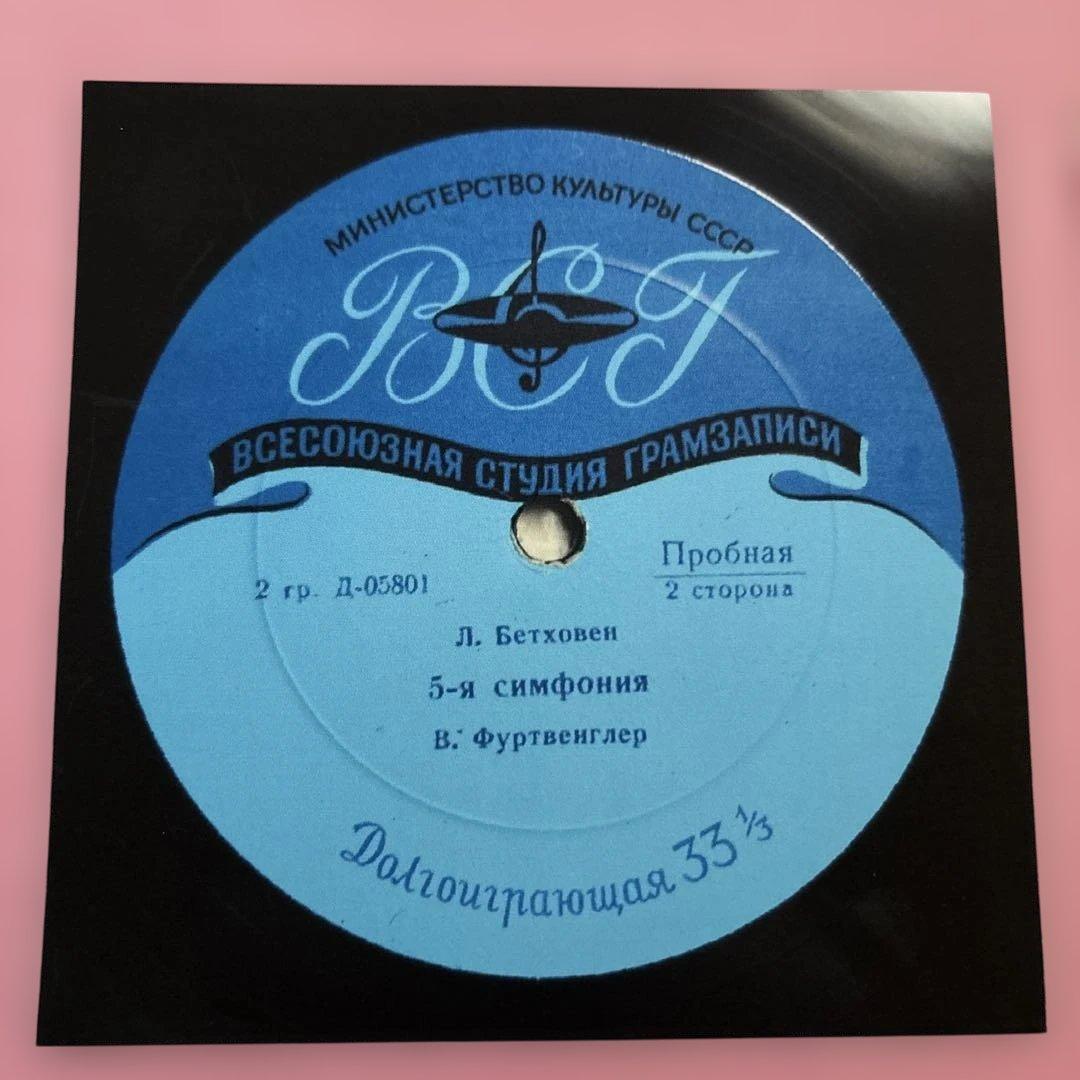 МИНИСТЕРСТВО КУЛЬТУРЫ СССР
ВСГ
ВСЕСОЮЗНАЯ СТУДИЯ ГРАМЗАПИСИ
2 гр. Д-05801
Пробная
2 сторона
Л. Бетховен
5-я симфония
В. Фуртвенглер
Долгоиграющая 33 1/3